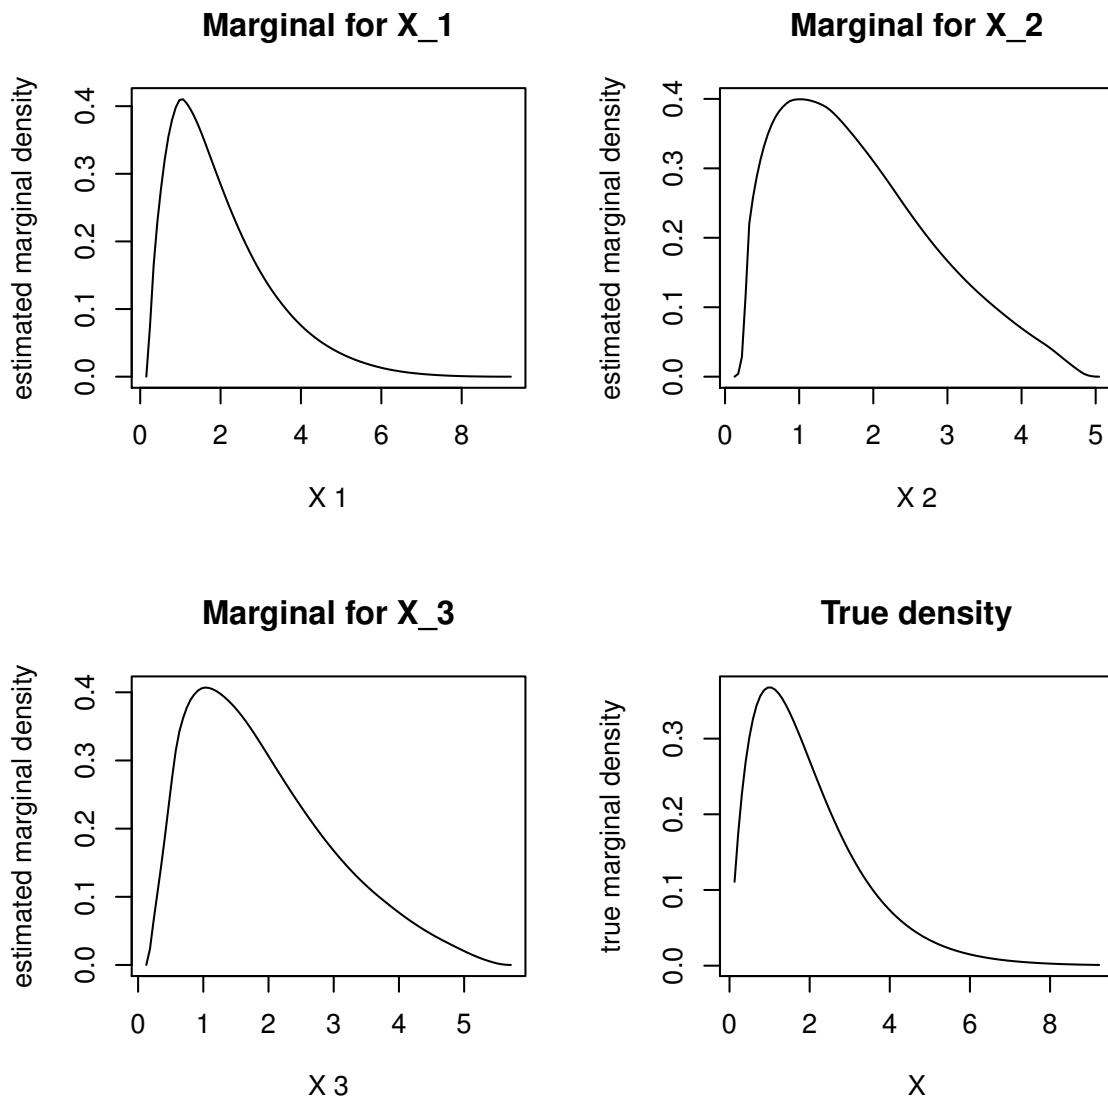 Marginal for X_1
estimated marginal density
0.0 0.1 0.2 0.3 0.4
0 2 4 6 8
X 1
Marginal for X_2
estimated marginal density
0.0 0.1 0.2 0.3 0.4
0 1 2 3 4 5
X 2
Marginal for X_3
estimated marginal density
0.0 0.1 0.2 0.3 0.4
0 1 2 3 4 5
X 3
True density
true marginal density
0.0 0.1 0.2 0.3
0 2 4 6 8
X